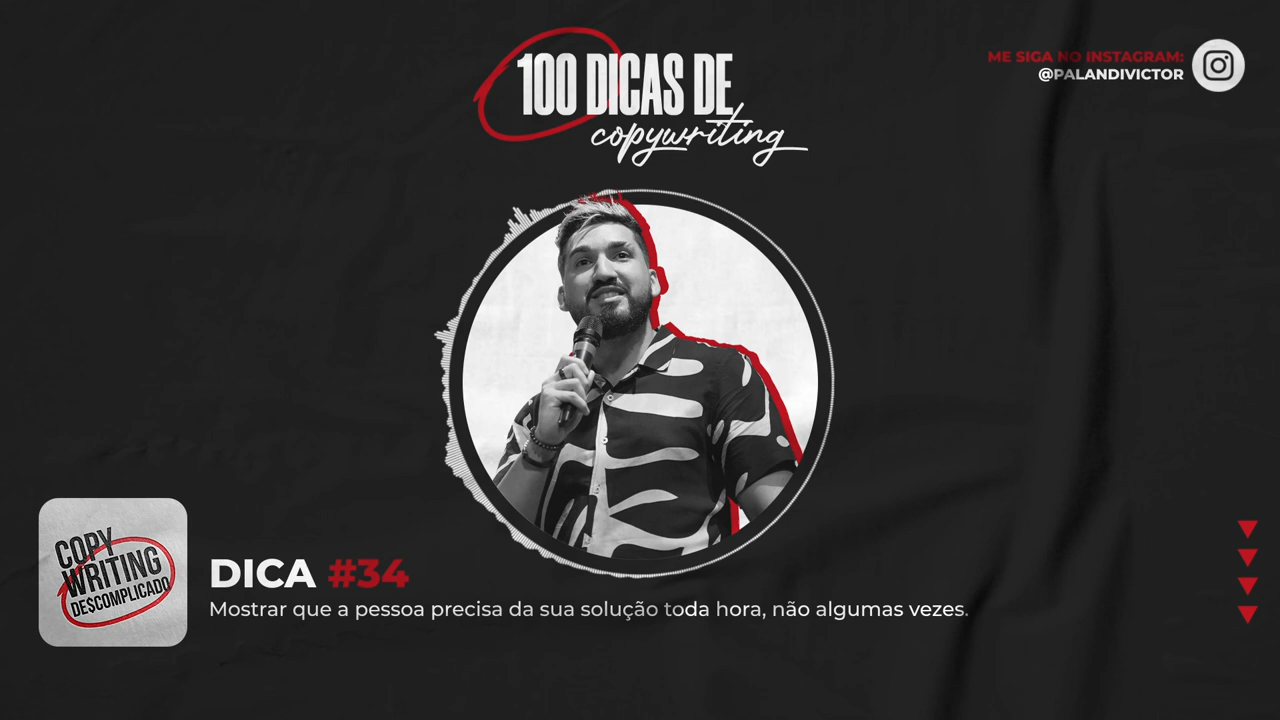 100 DICAS DE
copywriting
ME SIGA NO INSTAGRAM:
@PALANDIVICTOR
COPY
WRITING
DESCOMPLICADO
DICA #34
Mostrar que a pessoa precisa da sua solução toda hora, não algumas vezes.